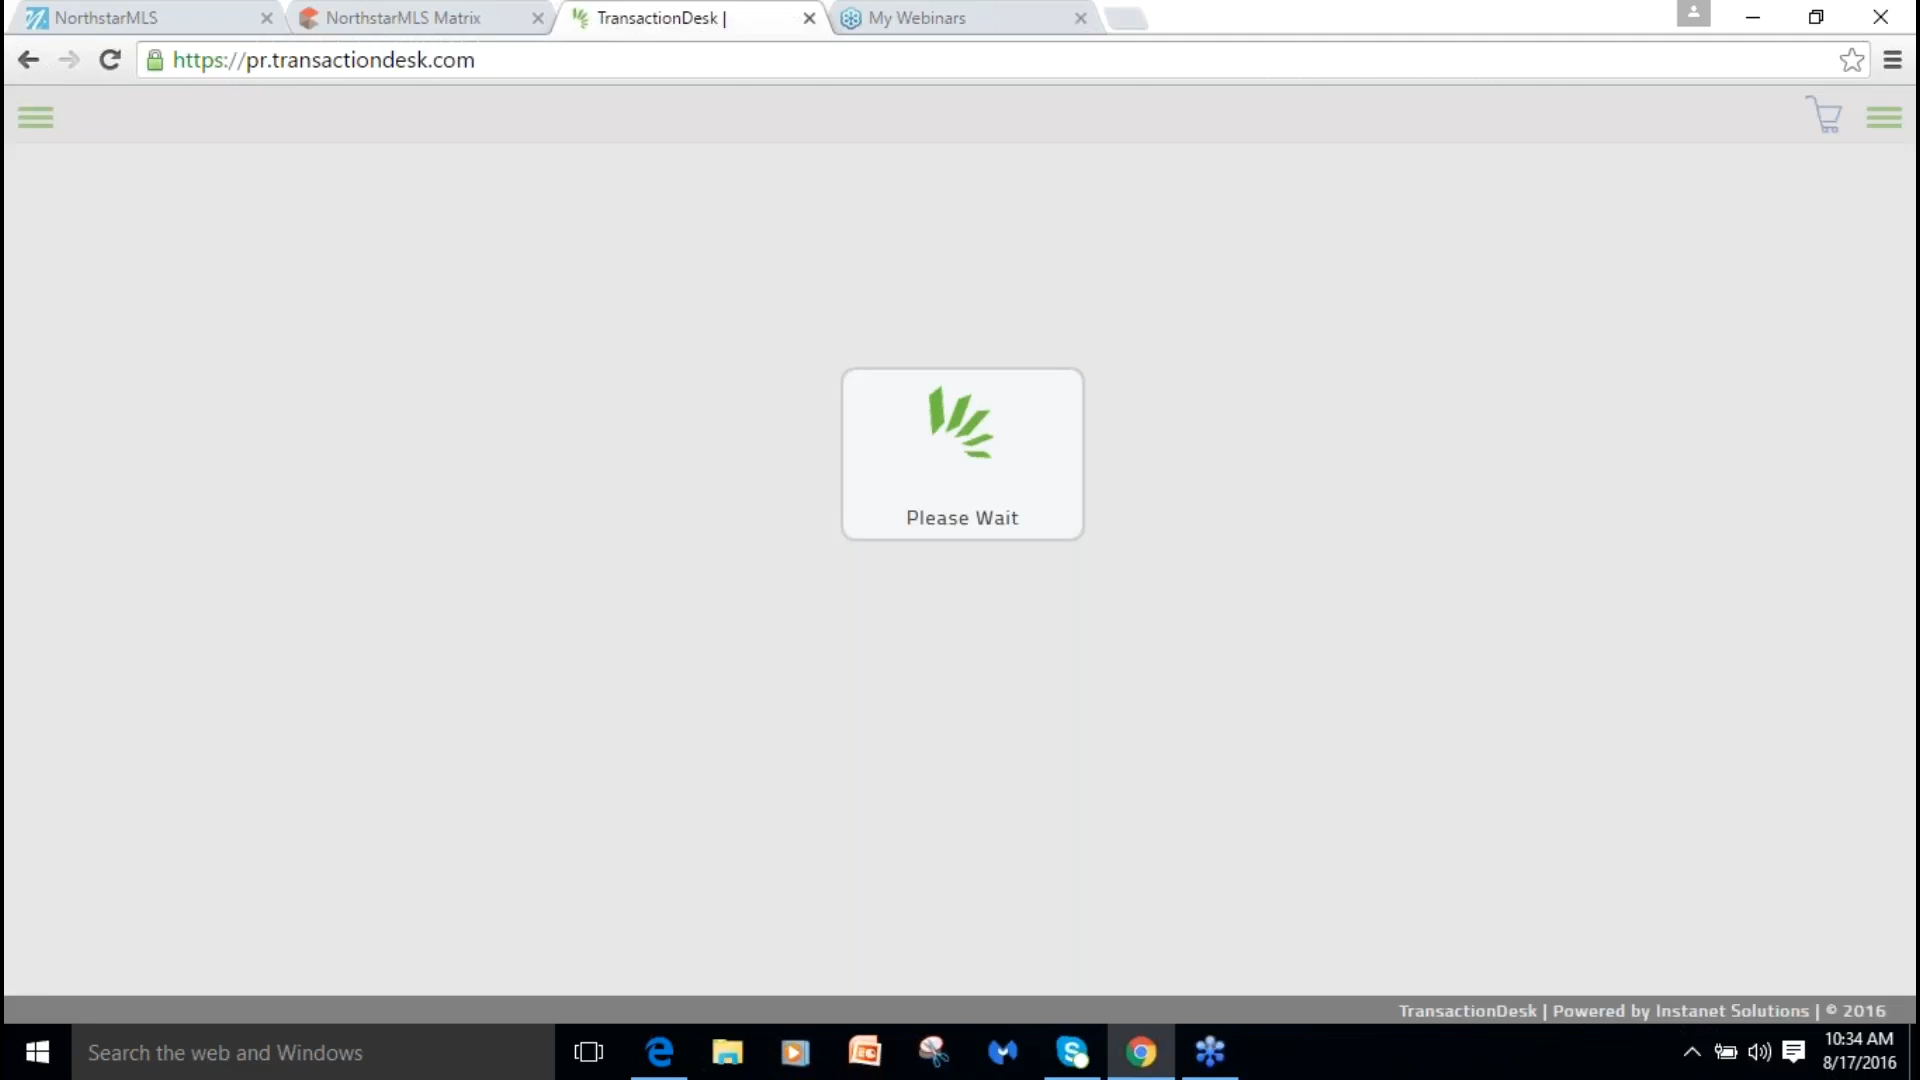 NorthstarMLS
NorthstarMLS Matrix
TransactionDesk |
My Webinars
https://pr.transactiondesk.com
Please Wait
TransactionDesk | Powered by Instanet Solutions | © 2016
Search the web and Windows
10:34 AM
8/17/2016